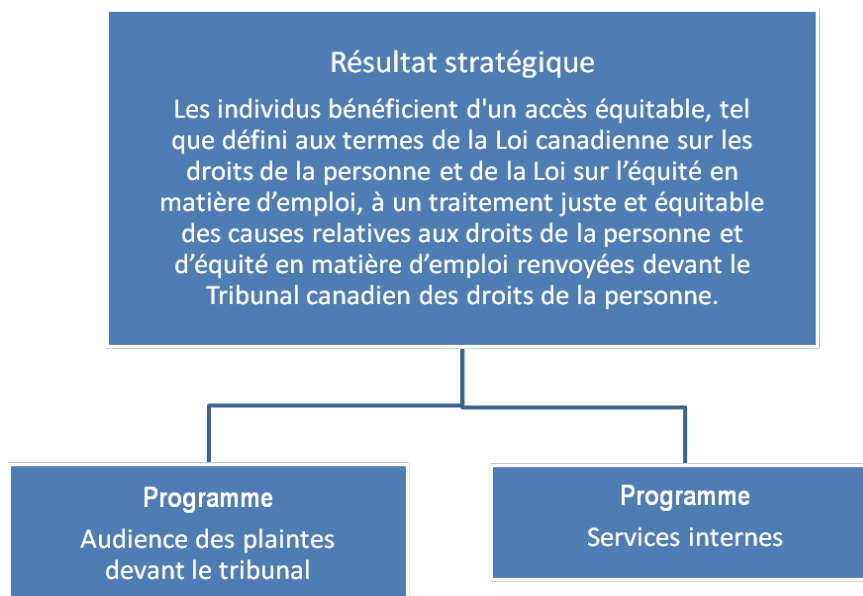 Résultat stratégique
Les individus bénéficient d'un accès équitable, tel
que défini aux termes de la Loi canadienne sur les
droits de la personne et de la Loi sur l’équité en
matière d’emploi, à un traitement juste et équitable
des causes relatives aux droits de la personne et
d’équité en matière d’emploi renvoyées devant le
Tribunal canadien des droits de la personne.
Programme
Audience des plaintes
devant le tribunal
Programme
Services internes